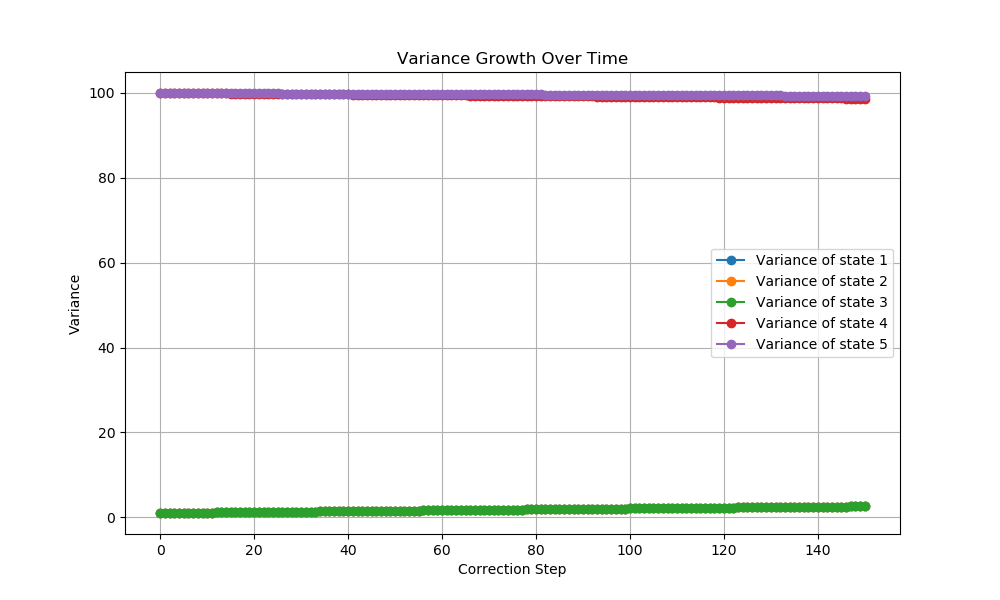 Variance Growth Over Time
Variance
100
80
60
40
20
0
Variance of state 1
Variance of state 2
Variance of state 3
Variance of state 4
Variance of state 5
0 20 40 60 80 100 120 140
Correction Step